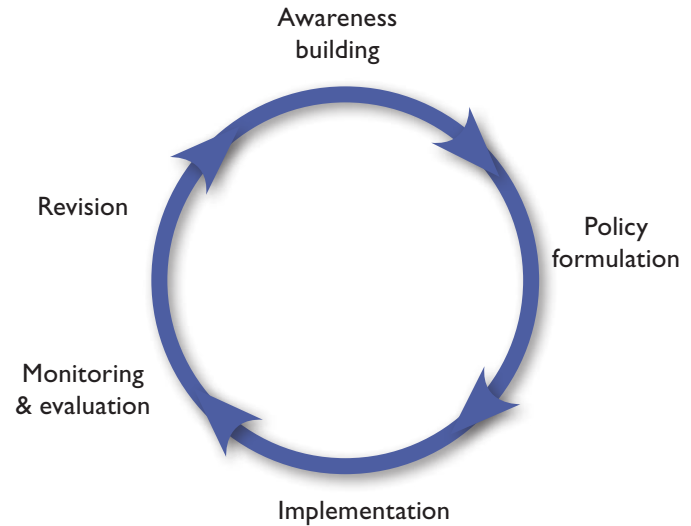 Awareness
building
Policy
formulation
Implementation
Monitoring
& evaluation
Revision